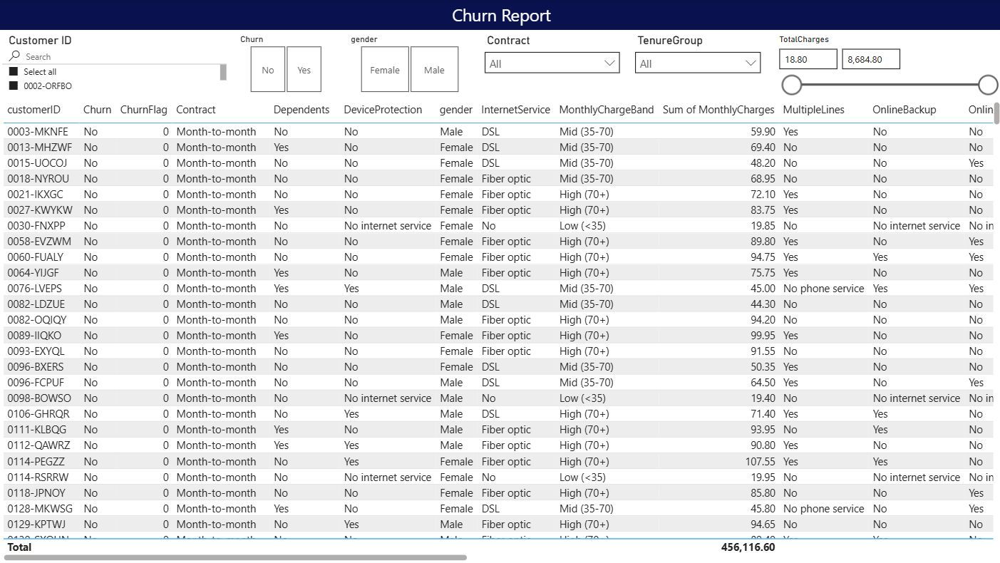 Churn Report
Customer ID Churn gender Contract TenureGroup TotalCharges
Search
Select all
0002-ORFBO
No Yes Female Male All All 18.80 8,684.80
customerID Churn ChurnFlag Contract Dependents DeviceProtection gender InternetService MonthlyChargeBand Sum of MonthlyCharges MultipleLines OnlineBackup Onlin
0003-MKNFE No 0 Month-to-month No No Male DSL Mid (35-70) 59.90 Yes No No
0013-MHZWF No 0 Month-to-month Yes No Female DSL Mid (35-70) 69.40 No No No
0015-UOCOJ No 0 Month-to-month No No Female DSL Mid (35-70) 48.20 No No Yes
0018-NYROU No 0 Month-to-month No No Female Fiber optic Mid (35-70) 68.95 No No No
0021-IKXGC No 0 Month-to-month No No Female Fiber optic High (70+) 72.10 Yes No No
0027-KWYKW No 0 Month-to-month Yes No Female Fiber optic High (70+) 83.75 Yes No No
0030-FNXPP No 0 Month-to-month No No internet service Female No Low (<35) 19.85 No No internet service No in
0058-EVZWM No 0 Month-to-month No No Female Fiber optic High (70+) 89.80 Yes No Yes
0060-FUALY No 0 Month-to-month No No Female Fiber optic High (70+) 94.75 Yes Yes Yes
0064-YIJGF No 0 Month-to-month Yes No Male Fiber optic High (70+) 75.75 Yes No No
0076-LVEPS No 0 Month-to-month Yes Yes Male DSL Mid (35-70) 45.00 No phone service Yes Yes
0082-LDZUE No 0 Month-to-month No No Male DSL Mid (35-70) 44.30 No No No
0082-OQIQY No 0 Month-to-month No No Male Fiber optic High (70+) 94.20 No No No
0089-IIQKO No 0 Month-to-month Yes No Female Fiber optic High (70+) 99.95 Yes No No
0093-EXYQL No 0 Month-to-month No No Female Fiber optic High (70+) 91.55 No No No
0096-BXERS No 0 Month-to-month No No Female DSL Mid (35-70) 50.35 Yes No No
0096-FCPUF No 0 Month-to-month No No Male DSL Mid (35-70) 64.50 Yes No Yes
0098-BOWSO No 0 Month-to-month No No internet service Male No Low (<35) 19.40 No No internet service No in
0106-GHRQR No 0 Month-to-month No Yes Male DSL High (70+) 71.40 Yes Yes No
0111-KLBQG No 0 Month-to-month Yes No Male Fiber optic High (70+) 93.95 No Yes No
0112-QAWRZ No 0 Month-to-month Yes Yes Male Fiber optic High (70+) 90.80 Yes No No
0114-PEGZZ No 0 Month-to-month No Yes Female Fiber optic High (70+) 107.55 Yes Yes No
0114-RSRRW No 0 Month-to-month No No internet service Female No Low (<35) 19.95 No No internet service No in
0118-JPNOY No 0 Month-to-month No No Female Fiber optic High (70+) 85.80 No No Yes
0128-MKWSG No 0 Month-to-month Yes No Female DSL Mid (35-70) 45.80 No phone service No Yes
0129-KPTWJ No 0 Month-to-month No Yes Male Fiber optic High (70+) 94.65 No No No
Total 456,116.60